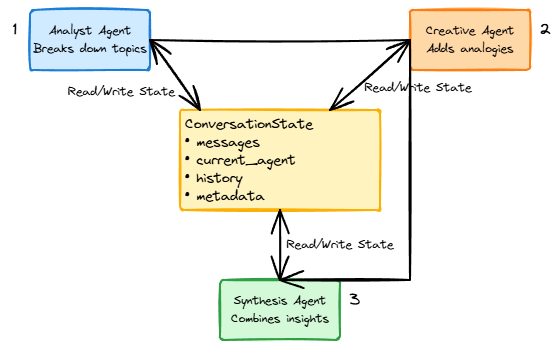 1
Analyst Agent
Breaks down topics
Creative Agent
Adds analogies
2
Read/Write State
Read/Write State
ConversationState
• messages
• current_agent
• history
• metadata
Read/Write State
Synthesis Agent
Combines insights
3